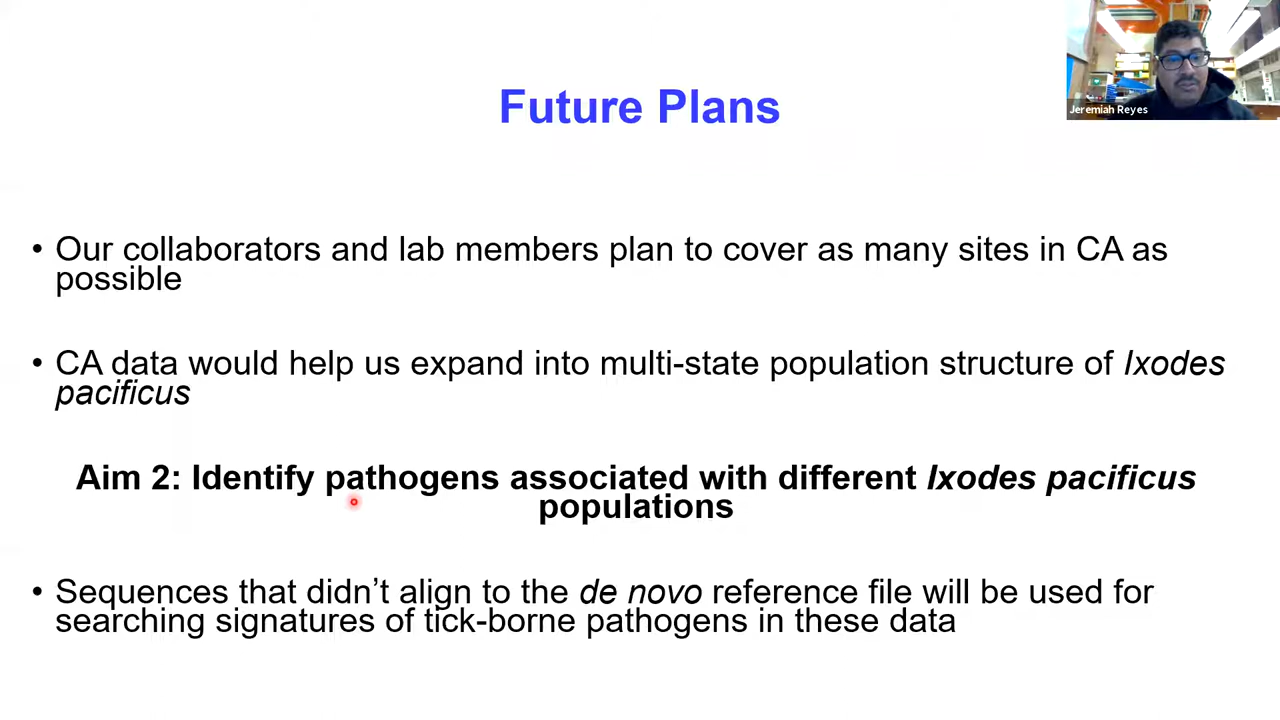 Jeremiah Reyes
Future Plans
• Our collaborators and lab members plan to cover as many sites in CA as
possible
• CA data would help us expand into multi-state population structure of Ixodes
pacificus
Aim 2: Identify pathogens associated with different Ixodes pacificus
populations
• Sequences that didn’t align to the de novo reference file will be used for
searching signatures of tick-borne pathogens in these data